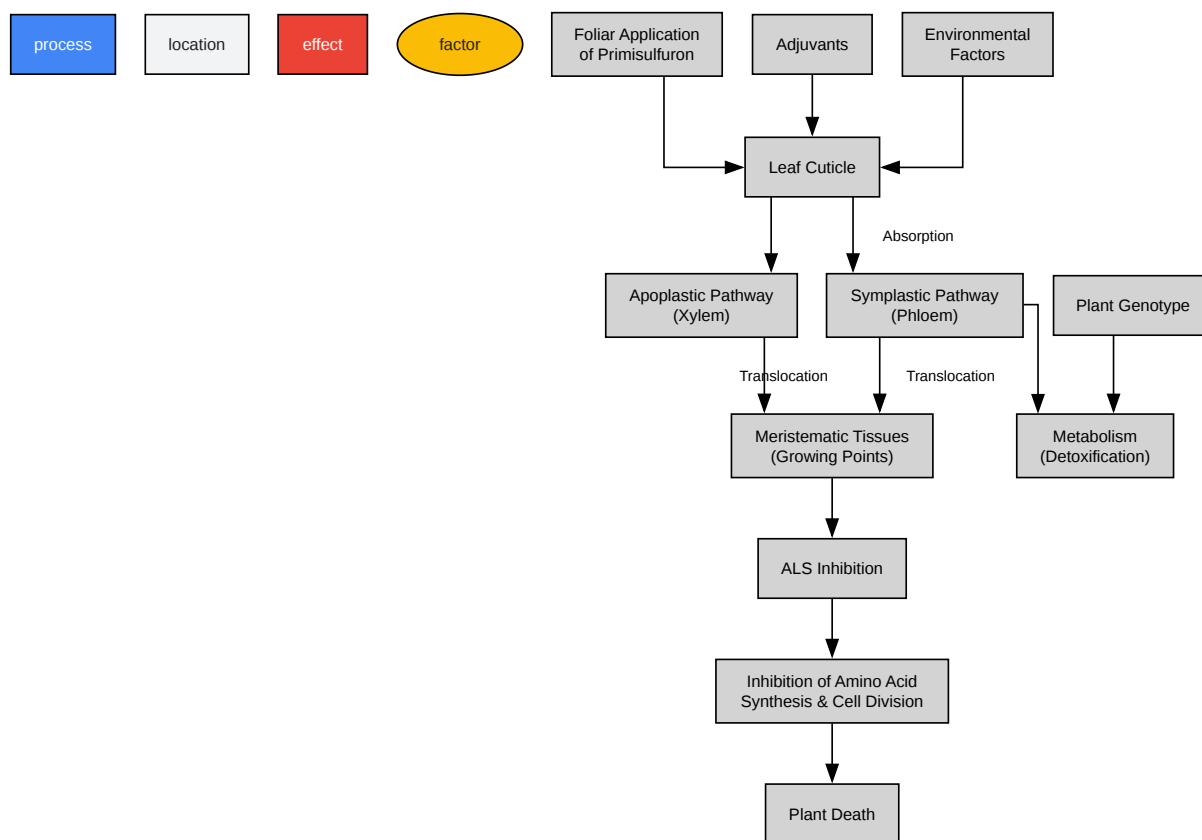 process
location
effect
factor
Foliar Application
of Primisulfuron
Adjuvants
Environmental
Factors
Leaf Cuticle
Absorption
Apoplastic Pathway
(Xylem)
Symplastic Pathway
(Phloem)
Plant Genotype
Translocation
Translocation
Meristematic Tissues
(Growing Points)
Metabolism
(Detoxification)
ALS Inhibition
Inhibition of Amino Acid
Synthesis & Cell Division
Plant Death